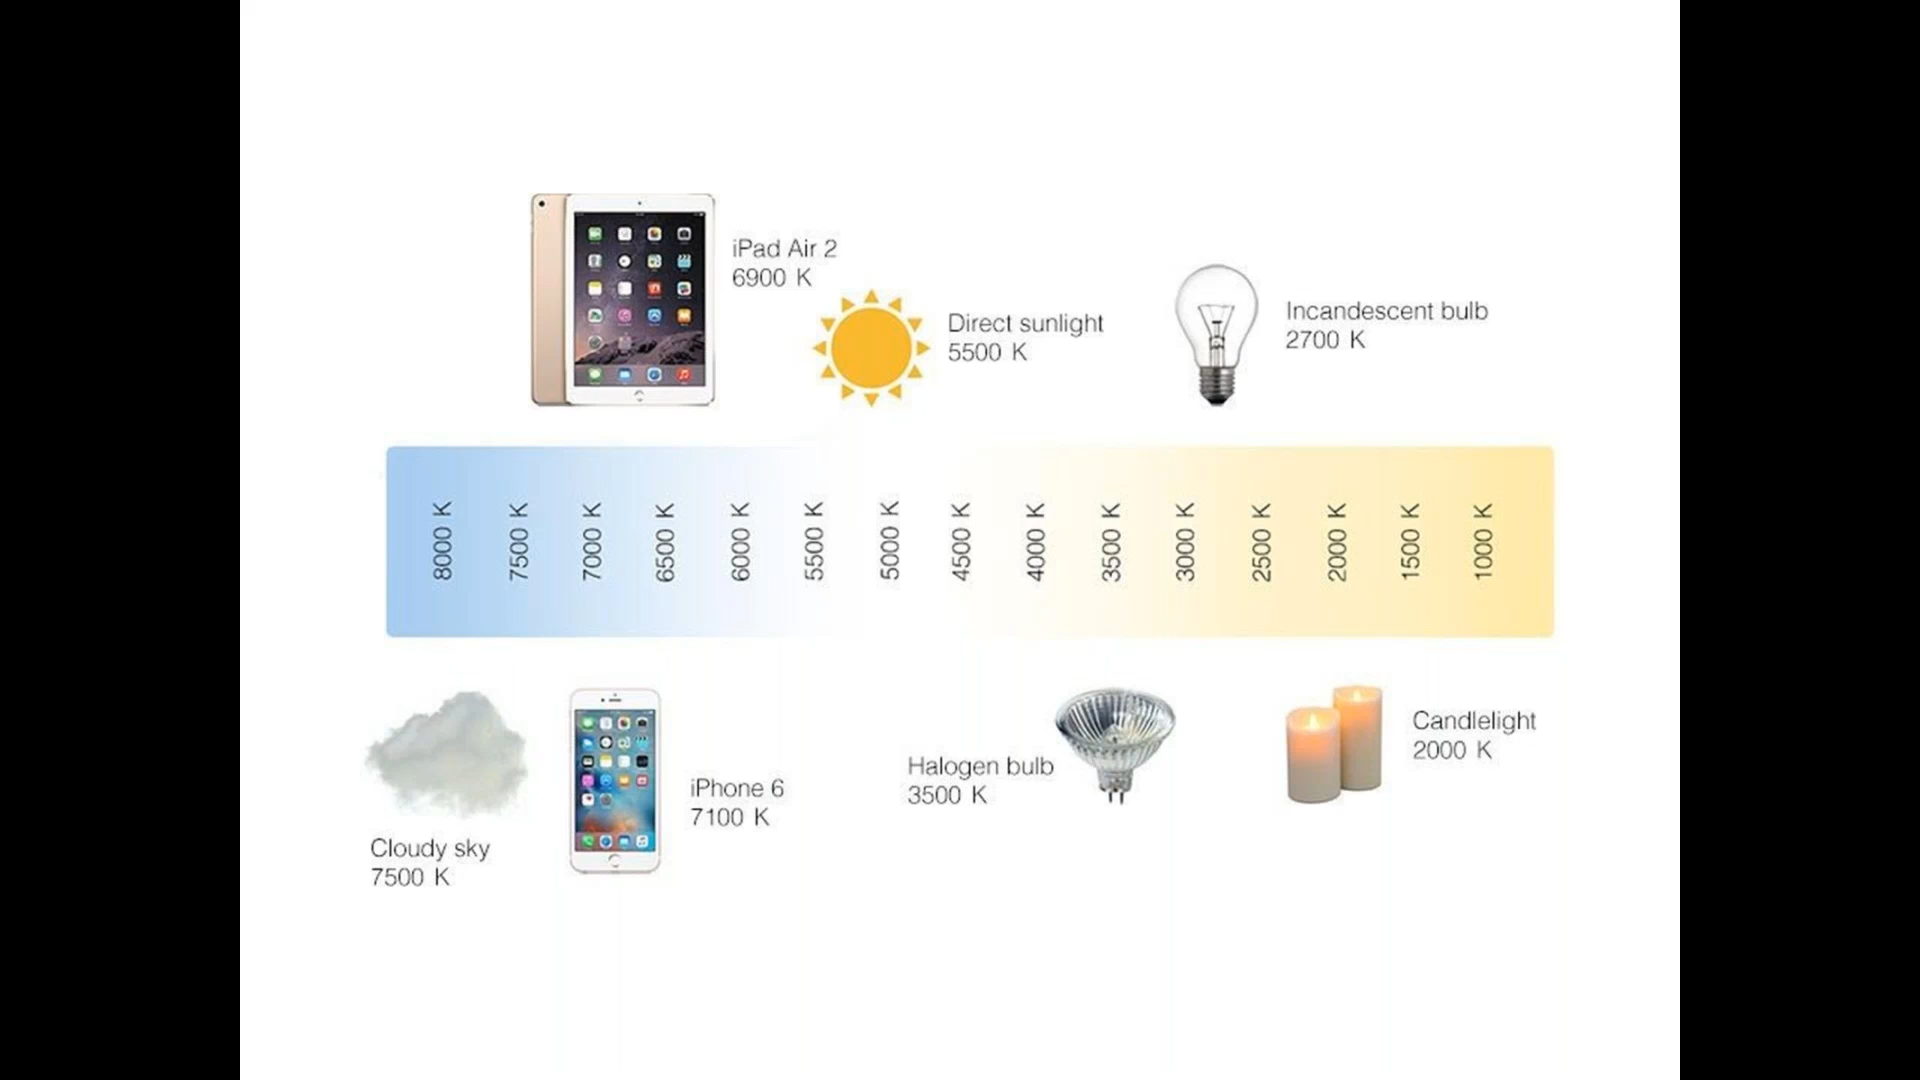 iPad Air 2
6900 K
Direct sunlight
5500 K
Incandescent bulb
2700 K
8000 K
7500 K
7000 K
6500 K
6000 K
5500 K
5000 K
4500 K
4000 K
3500 K
3000 K
2500 K
2000 K
1500 K
1000 K
Cloudy sky
7500 K
iPhone 6
7100 K
Halogen bulb
3500 K
Candlelight
2000 K